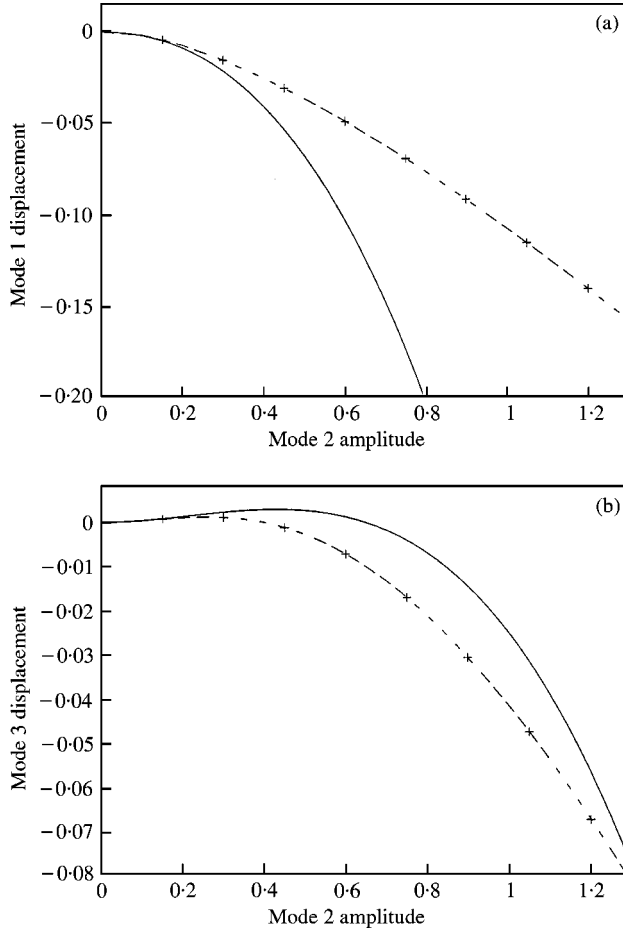 (a)
0
−0·05
−0·10
−0·15
−0·20
Mode 1 displacement
0 0·2 0·4 0·6 0·8 1 1·2
Mode 2 amplitude
(b)
0
−0·01
−0·02
−0·03
−0·04
−0·05
−0·06
−0·07
−0·08
Mode 3 displacement
0 0·2 0·4 0·6 0·8 1 1·2
Mode 2 amplitude